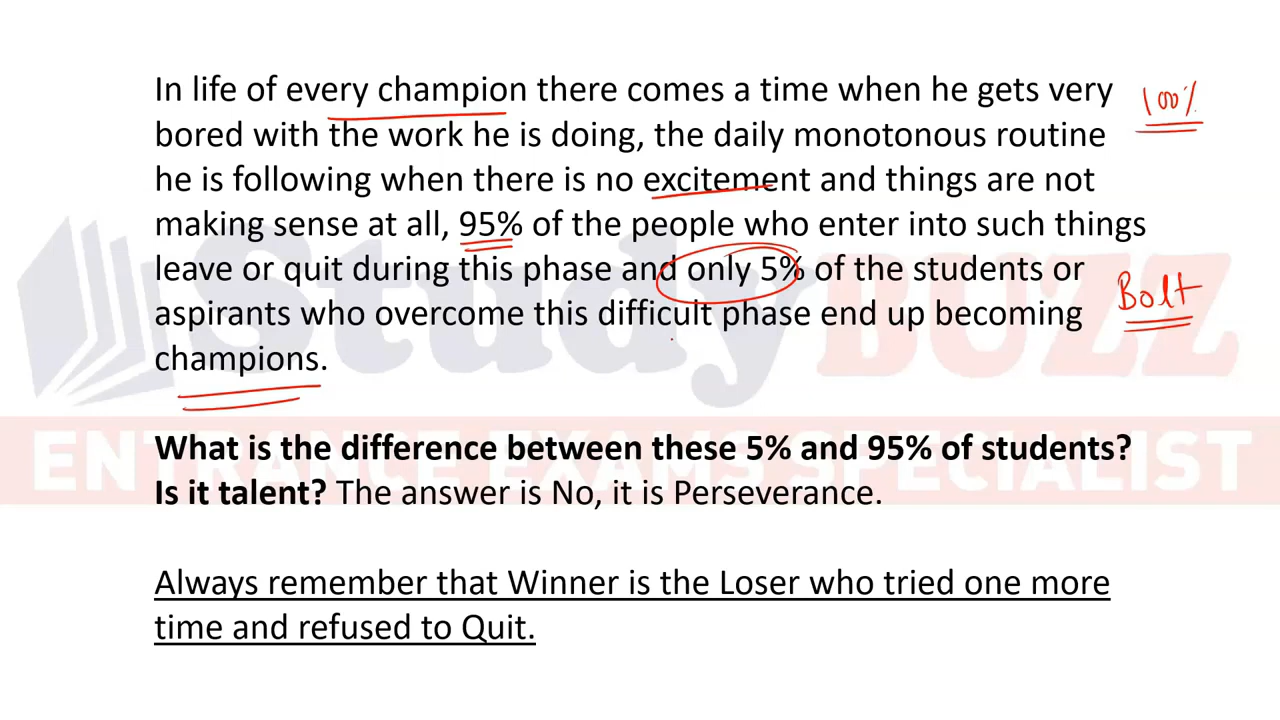 In life of every champion there comes a time when he gets very
100%
bored with the work he is doing, the daily monotonous routine
he is following when there is no excitement and things are not
making sense at all, 95% of the people who enter into such things
leave or quit during this phase and only 5% of the students or
Bolt
aspirants who overcome this difficult phase end up becoming
champions.
StudyBUZZ
ENTRANCE EXAMS SPECIALIST
What is the difference between these 5% and 95% of students?
Is it talent? The answer is No, it is Perseverance.
Always remember that Winner is the Loser who tried one more
time and refused to Quit.